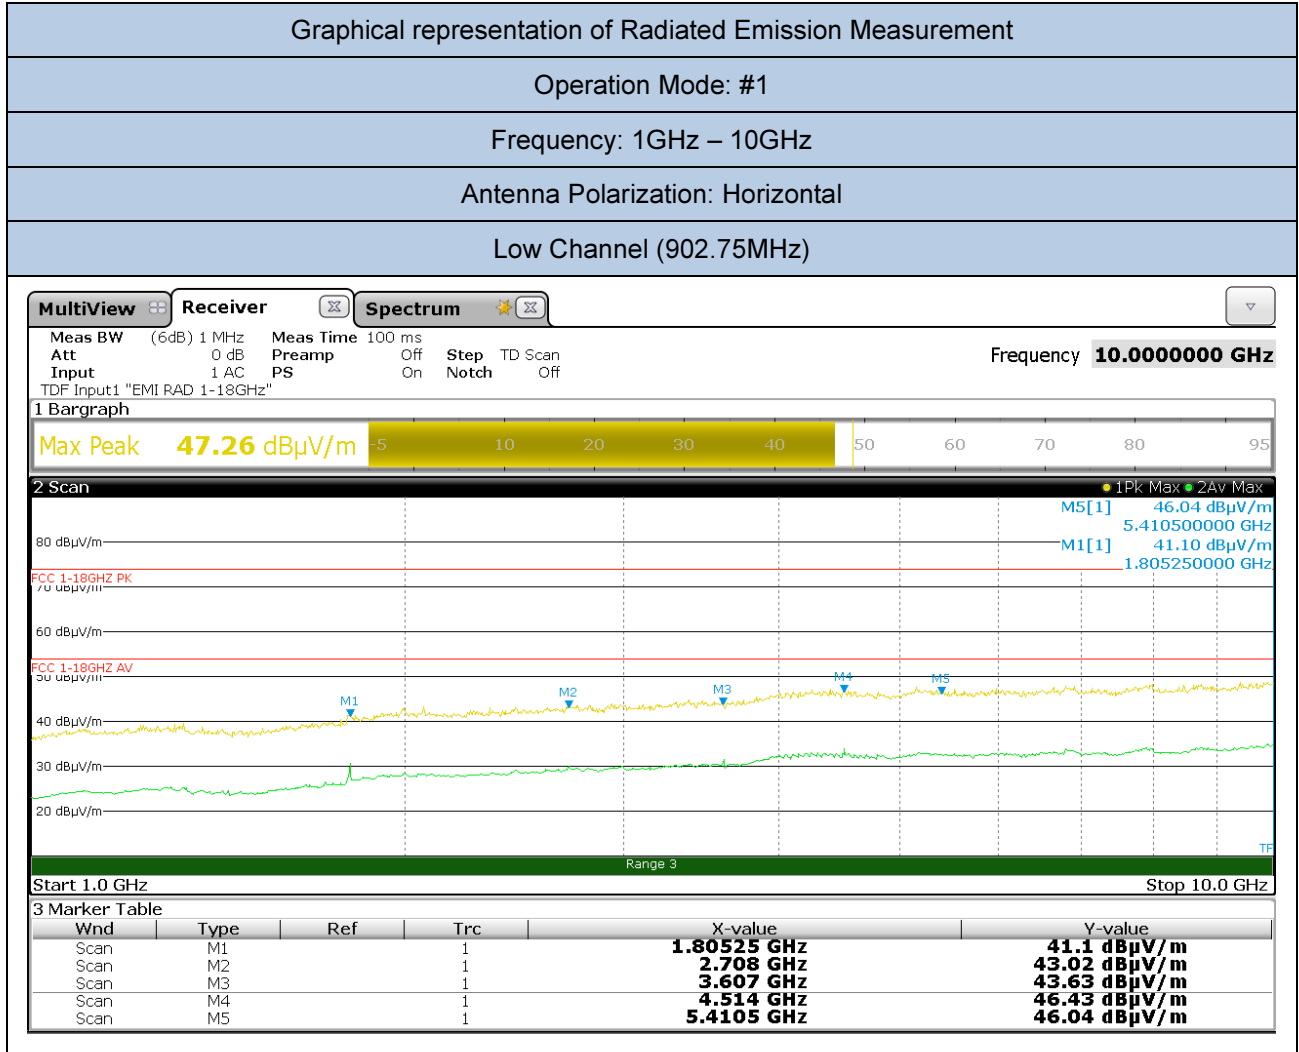 Graphical representation of Radiated Emission Measurement
Operation Mode: #1
Frequency: 1GHz – 10GHz
Antenna Polarization: Horizontal
Low Channel (902.75MHz)
MultiView Receiver Spectrum
Meas BW (6dB) 1 MHz Meas Time 100 ms
Att 0 dB Preamp Off Step TD Scan
Input 1 AC PS On Notch Off
TDF Input1 "EMI RAD 1-18GHz"
Frequency 10.0000000 GHz
1 Bargraph
Max Peak 47.26 dBµV/m -5 10 20 30 40 50 60 70 80 95
2 Scan 1Pk Max 2Av Max
M5[1] 46.04 dBµV/m
5.410500000 GHz
80 dBµV/m
M1[1] 41.10 dBµV/m
1.805250000 GHz
FCC 1-18GHZ PK
70 dBµV/m
60 dBµV/m
FCC 1-18GHZ AV
50 dBµV/m
M1 M2 M3 M4 M5
40 dBµV/m
30 dBµV/m
20 dBµV/m
TF
Range 3
Start 1.0 GHz Stop 10.0 GHz
3 Marker Table
Wnd Type Ref Trc X-value Y-value
Scan M1 1 1.80525 GHz 41.1 dBµV/m
Scan M2 1 2.708 GHz 43.02 dBµV/m
Scan M3 1 3.607 GHz 43.63 dBµV/m
Scan M4 1 4.514 GHz 46.43 dBµV/m
Scan M5 1 5.4105 GHz 46.04 dBµV/m